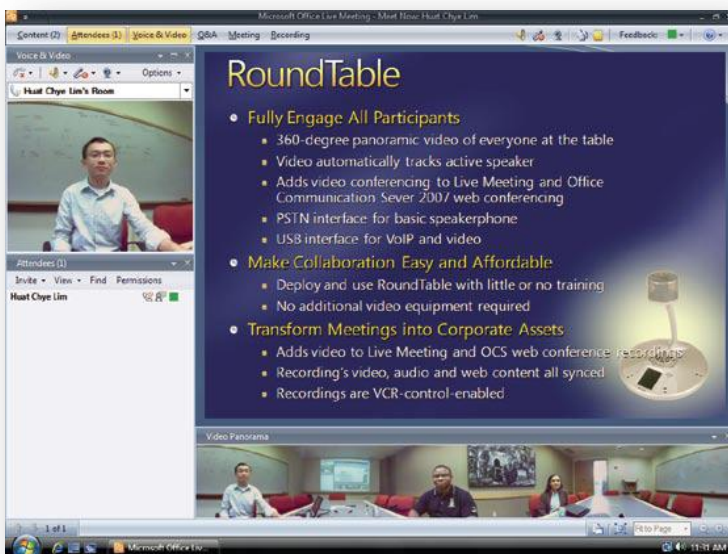 Microsoft Office Live Meeting - Meet Now: Huat Chye Lim
Content (2) Attendees (1) Voice & Video Q&A Meeting Recording Feedback:
Voice & Video
Options
Huat Chye Lim's Room
Attendees (1)
Invite View Find Permissions
Huat Chye Lim
RoundTable
Fully Engage All Participants
360-degree panoramic video of everyone at the table
Video automatically tracks active speaker
Adds video conferencing to Live Meeting and Office
Communication Sever 2007 web conferencing
PSTN interface for basic speakerphone
USB interface for VoIP and video
Make Collaboration Easy and Affordable
Deploy and use RoundTable with little or no training
No additional video equipment required
Transform Meetings into Corporate Assets
Adds video to Live Meeting and OCS web conference recordings
Recording's video, audio and web content all synced
Recordings are VCR-control-enabled
Video Panorama
1 of 1
Fit to Page
Microsoft Office Liv...
11:35 AM